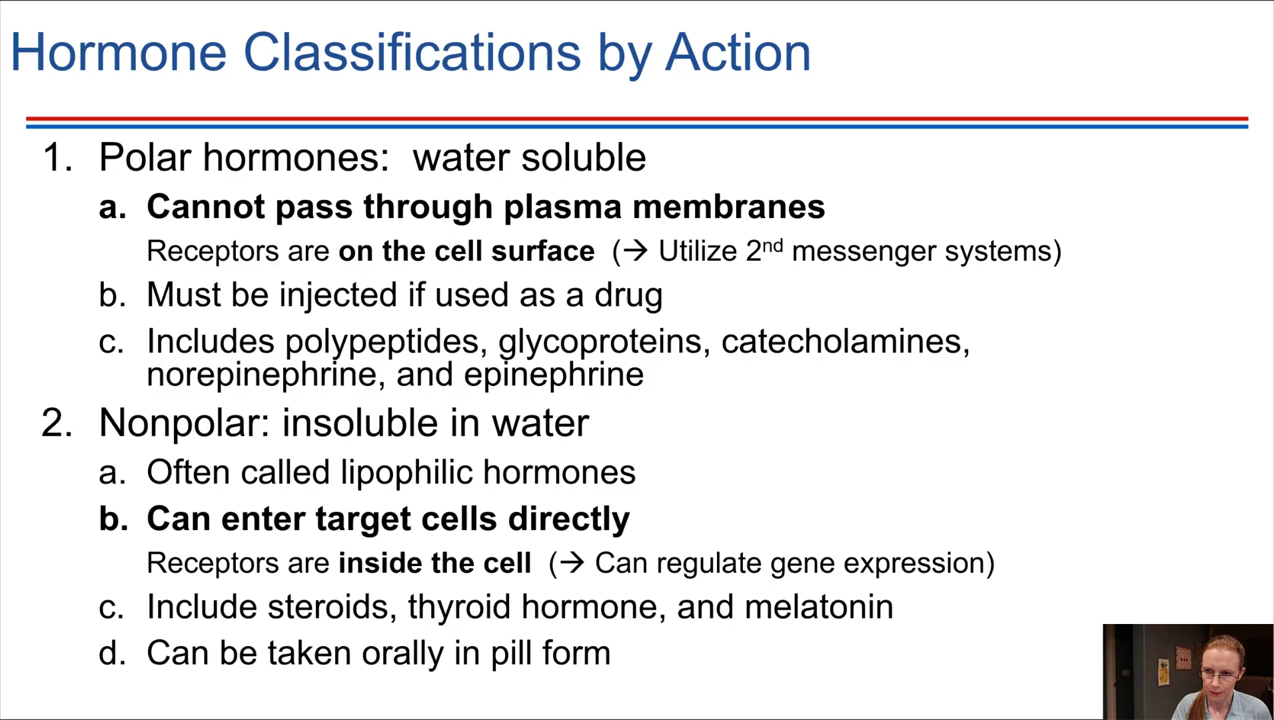 Hormone Classifications by Action
1. Polar hormones: water soluble
a. Cannot pass through plasma membranes
Receptors are on the cell surface (→ Utilize 2nd messenger systems)
b. Must be injected if used as a drug
c. Includes polypeptides, glycoproteins, catecholamines,
norepinephrine, and epinephrine
2. Nonpolar: insoluble in water
a. Often called lipophilic hormones
b. Can enter target cells directly
Receptors are inside the cell (→ Can regulate gene expression)
c. Include steroids, thyroid hormone, and melatonin
d. Can be taken orally in pill form